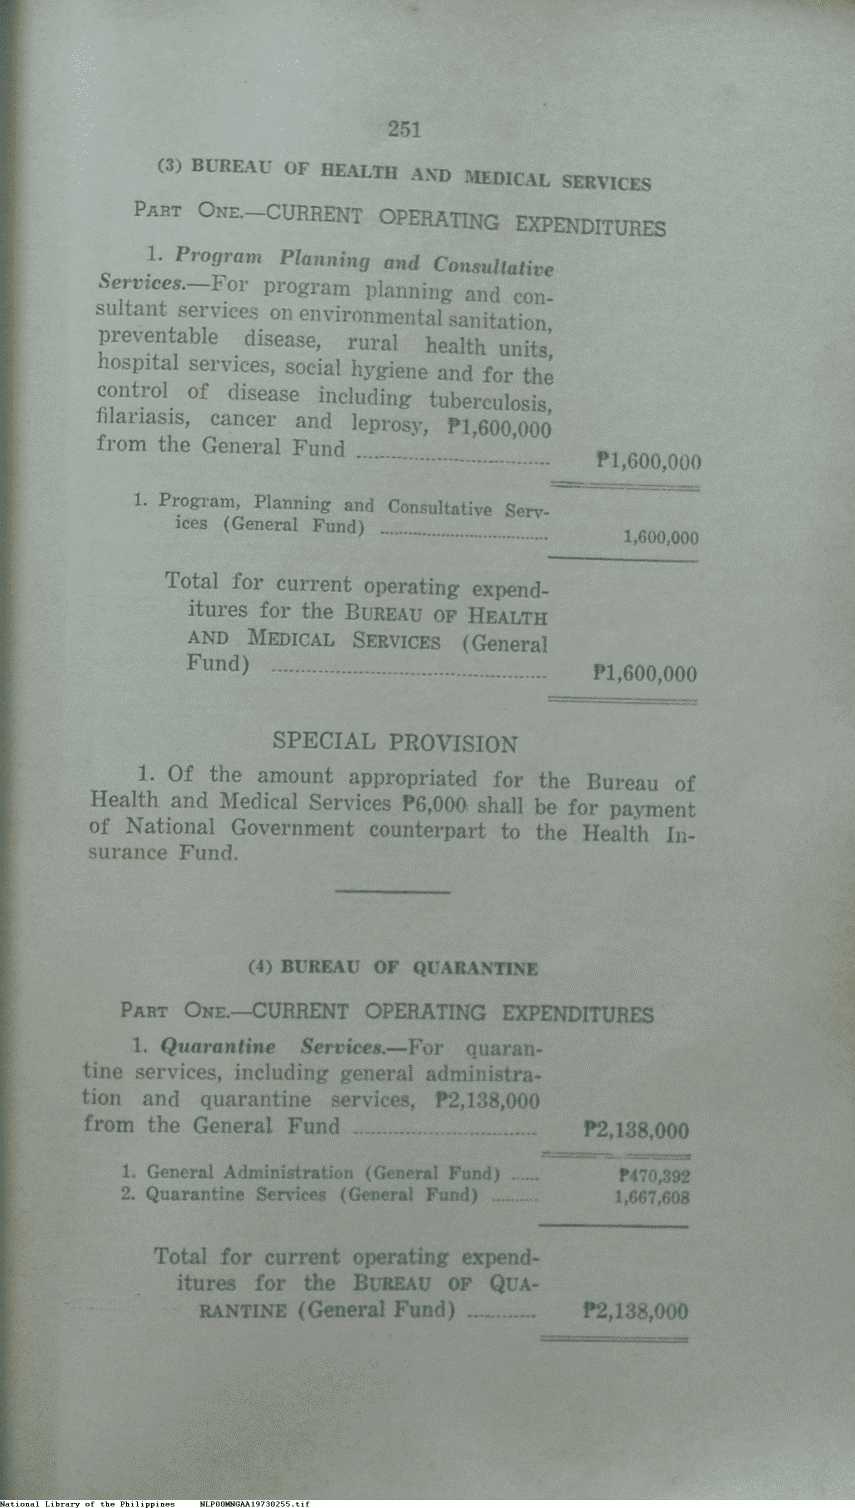 251
(3) BUREAU OF HEALTH AND MEDICAL SERVICES
PART ONE.—CURRENT OPERATING EXPENDITURES
1. Program Planning and Consultative
Services.—For program planning and con-
sultant services on environmental sanitation,
preventable disease, rural health units,
hospital services, social hygiene and for the
control of disease including tuberculosis,
filariasis, cancer and leprosy, ₱1,600,000
from the General Fund ........................ ₱1,600,000
1. Program, Planning and Consultative Serv-
ices (General Fund) ........................ 1,600,000
Total for current operating expend-
itures for the BUREAU OF HEALTH
AND MEDICAL SERVICES (General
Fund) ........................ ₱1,600,000
SPECIAL PROVISION
1. Of the amount appropriated for the Bureau of
Health and Medical Services ₱6,000 shall be for payment
of National Government counterpart to the Health In-
surance Fund.
(4) BUREAU OF QUARANTINE
PART ONE.—CURRENT OPERATING EXPENDITURES
1. Quarantine Services.—For quaran-
tine services, including general administra-
tion and quarantine services, ₱2,138,000
from the General Fund ........................ ₱2,138,000
1. General Administration (General Fund) ...... ₱470,392
2. Quarantine Services (General Fund) .......... 1,667,608
Total for current operating expend-
itures for the BUREAU OF QUA-
RANTINE (General Fund) ............ ₱2,138,000
National Library of the Philippines NLP00MNGAA19730255.tif